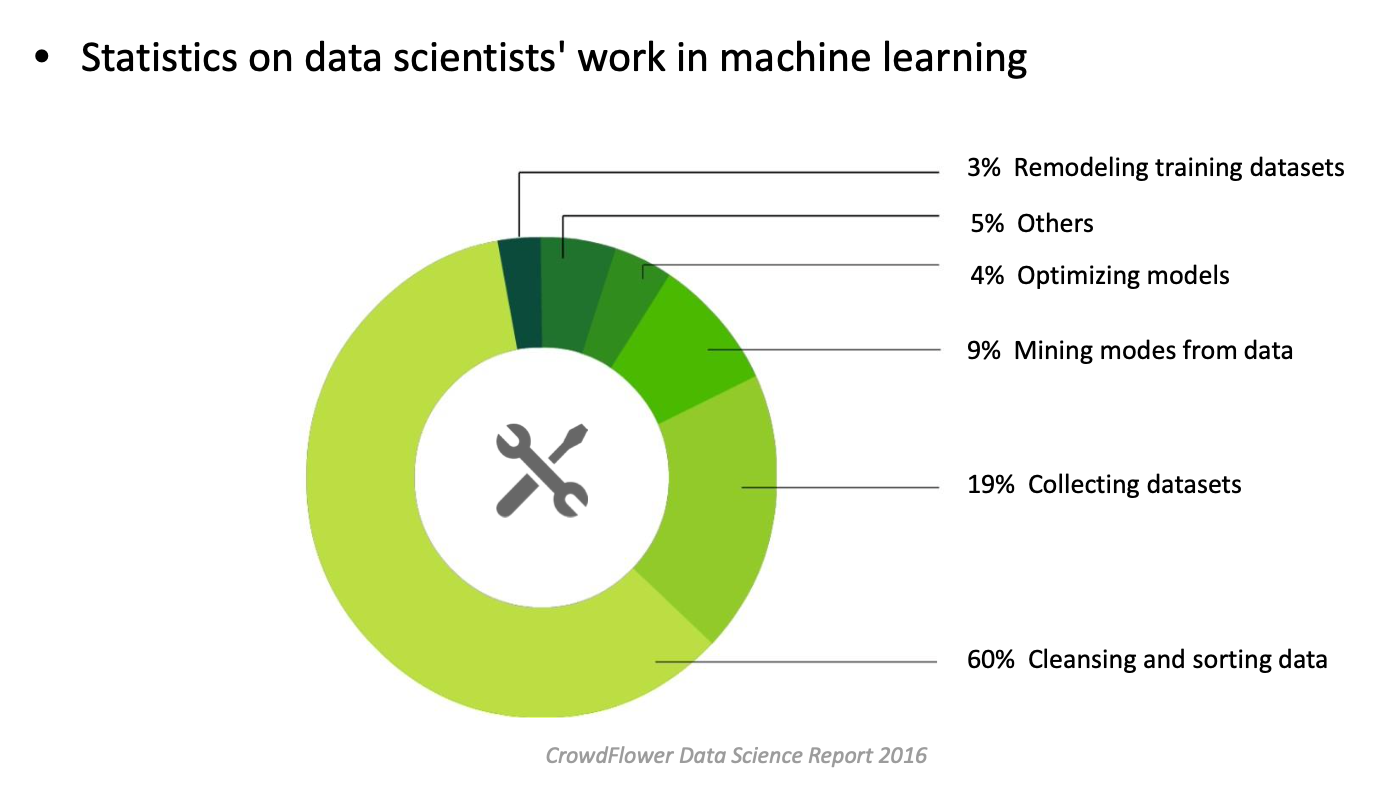 • Statistics on data scientists' work in machine learning
3% Remodeling training datasets
5% Others
4% Optimizing models
9% Mining modes from data
19% Collecting datasets
60% Cleansing and sorting data
CrowdFlower Data Science Report 2016